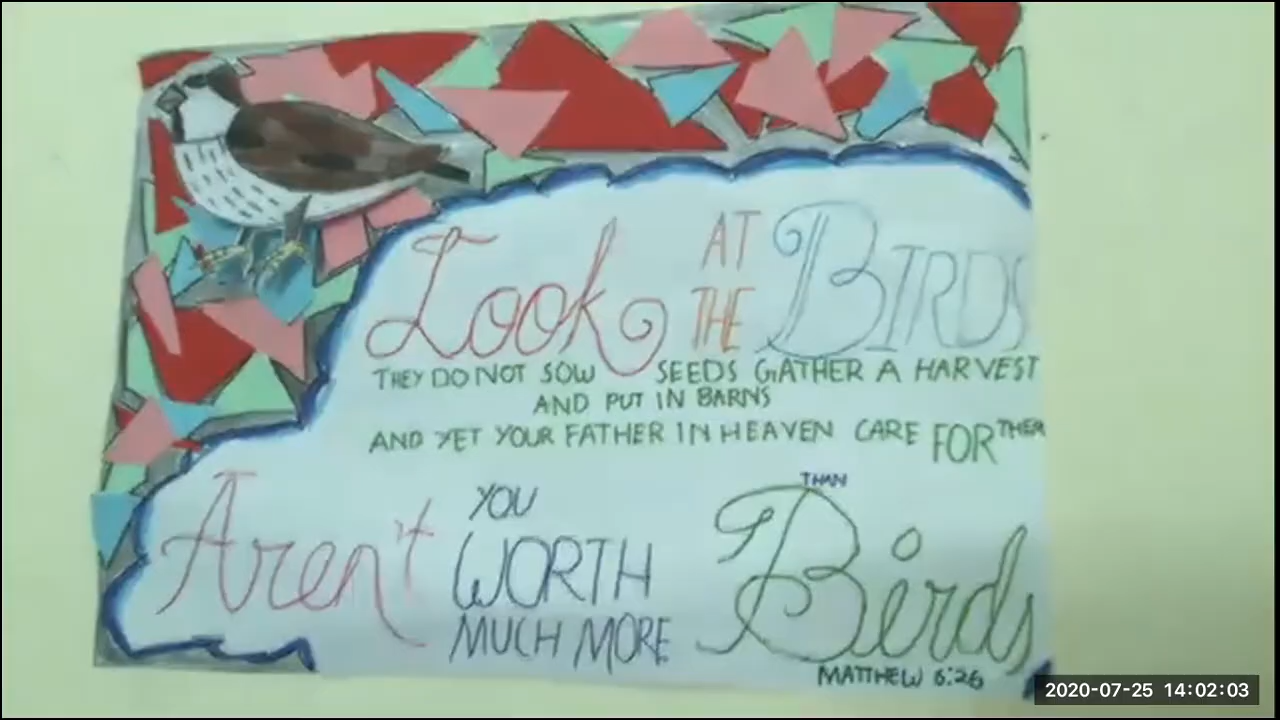 Look AT THE BIRDS
THEY DO NOT SOW SEEDS GATHER A HARVEST
AND PUT IN BARNS
AND YET YOUR FATHER IN HEAVEN CARE FOR THEM
Aren't YOU WORTH MUCH MORE THAN Birds
MATTHEW 6:26
2020-07-25 14:02:03